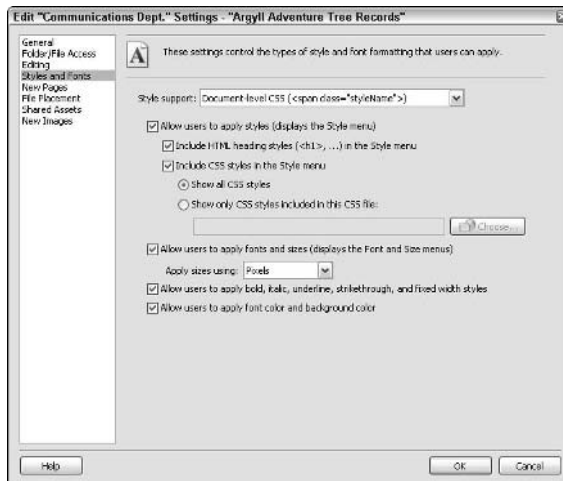 Edit "Communications Dept." Settings - "Argyll Adventure Tree Records"
General
Folder/File Access
Editing
Styles and Fonts
New Pages
File Placement
Shared Assets
New Images
A
These settings control the types of style and font formatting that users can apply.
Style support: Document-level CSS (<span class="styleName">)
Allow users to apply styles (displays the Style menu)
Include HTML heading styles (<h1>, ...) in the Style menu
Include CSS styles in the Style menu
Show all CSS styles
Show only CSS styles included in this CSS file:
Choose...
Allow users to apply fonts and sizes (displays the Font and Size menus)
Apply sizes using: Pixels
Allow users to apply bold, italic, underline, strikethrough, and fixed width styles
Allow users to apply font color and background color
Help
OK
Cancel